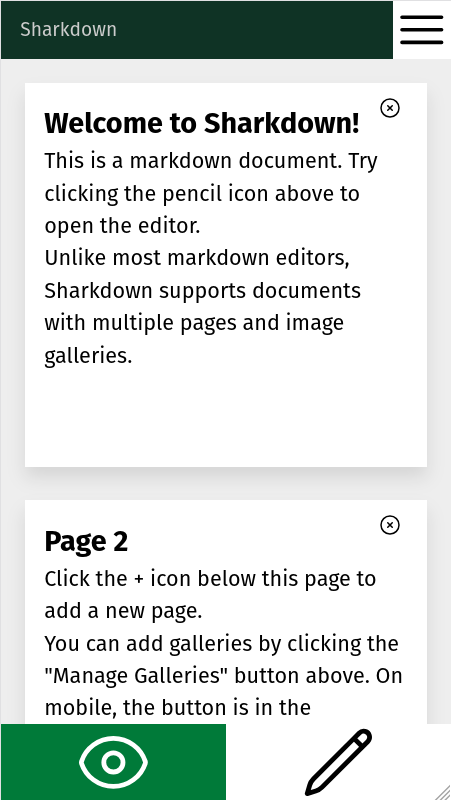 Sharkdown
Welcome to Sharkdown!
This is a markdown document. Try
clicking the pencil icon above to
open the editor.
Unlike most markdown editors,
Sharkdown supports documents
with multiple pages and image
galleries.
Page 2
Click the + icon below this page to
add a new page.
You can add galleries by clicking the
"Manage Galleries" button above. On
mobile, the button is in the